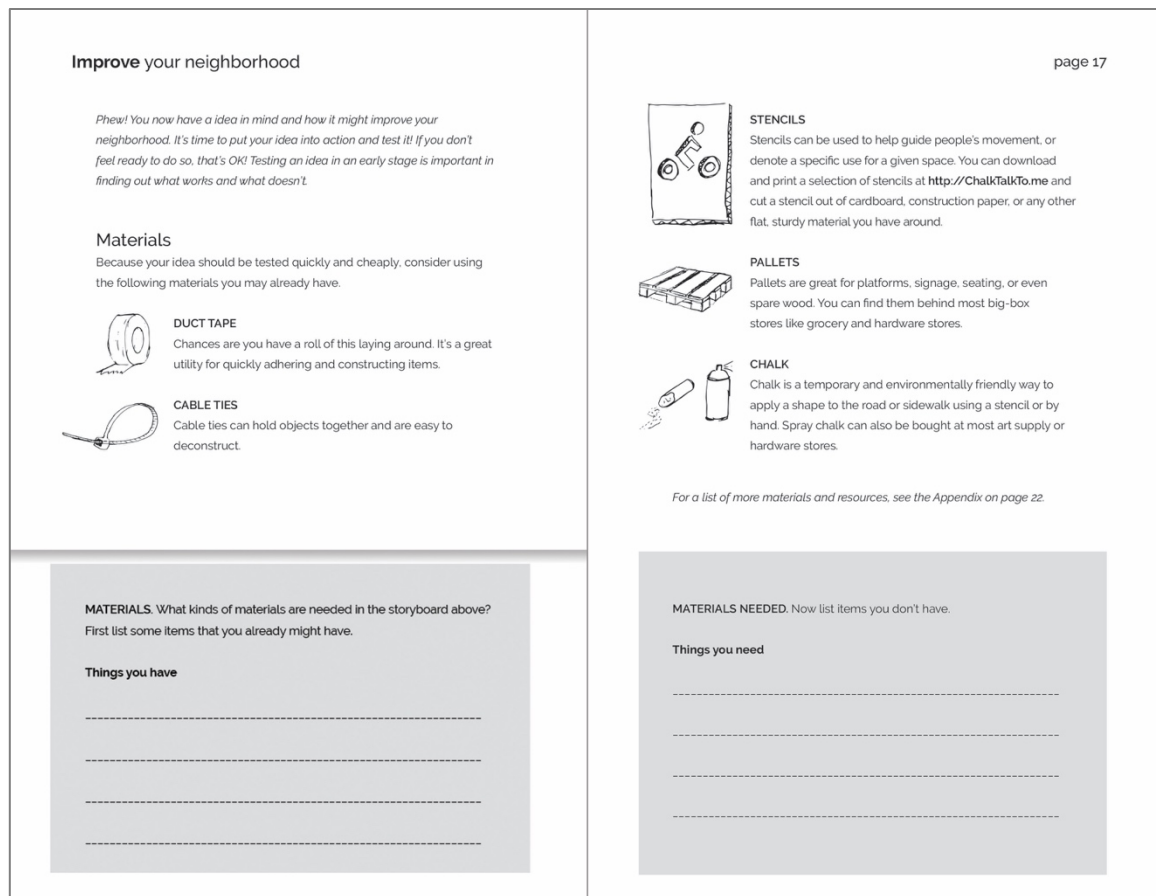 Improve your neighborhood
Phew! You now have a idea in mind and how it might improve your
neighborhood. It's time to put your idea into action and test it! If you don't
feel ready to do so, that's OK! Testing an idea in an early stage is important in
finding out what works and what doesn't.
Materials
Because your idea should be tested quickly and cheaply, consider using
the following materials you may already have.
DUCT TAPE
Chances are you have a roll of this laying around. It's a great
utility for quickly adhering and constructing items.
CABLE TIES
Cable ties can hold objects together and are easy to
deconstruct.
MATERIALS. What kinds of materials are needed in the storyboard above?
First list some items that you already might have.
Things you have
page 17
STENCILS
Stencils can be used to help guide people's movement, or
denote a specific use for a given space. You can download
and print a selection of stencils at http://ChalkTalkTo.me and
cut a stencil out of cardboard, construction paper, or any other
flat, sturdy material you have around.
PALLETS
Pallets are great for platforms, signage, seating, or even
spare wood. You can find them behind most big-box
stores like grocery and hardware stores.
CHALK
Chalk is a temporary and environmentally friendly way to
apply a shape to the road or sidewalk using a stencil or by
hand. Spray chalk can also be bought at most art supply or
hardware stores.
For a list of more materials and resources, see the Appendix on page 22.
MATERIALS NEEDED. Now list items you don't have.
Things you need